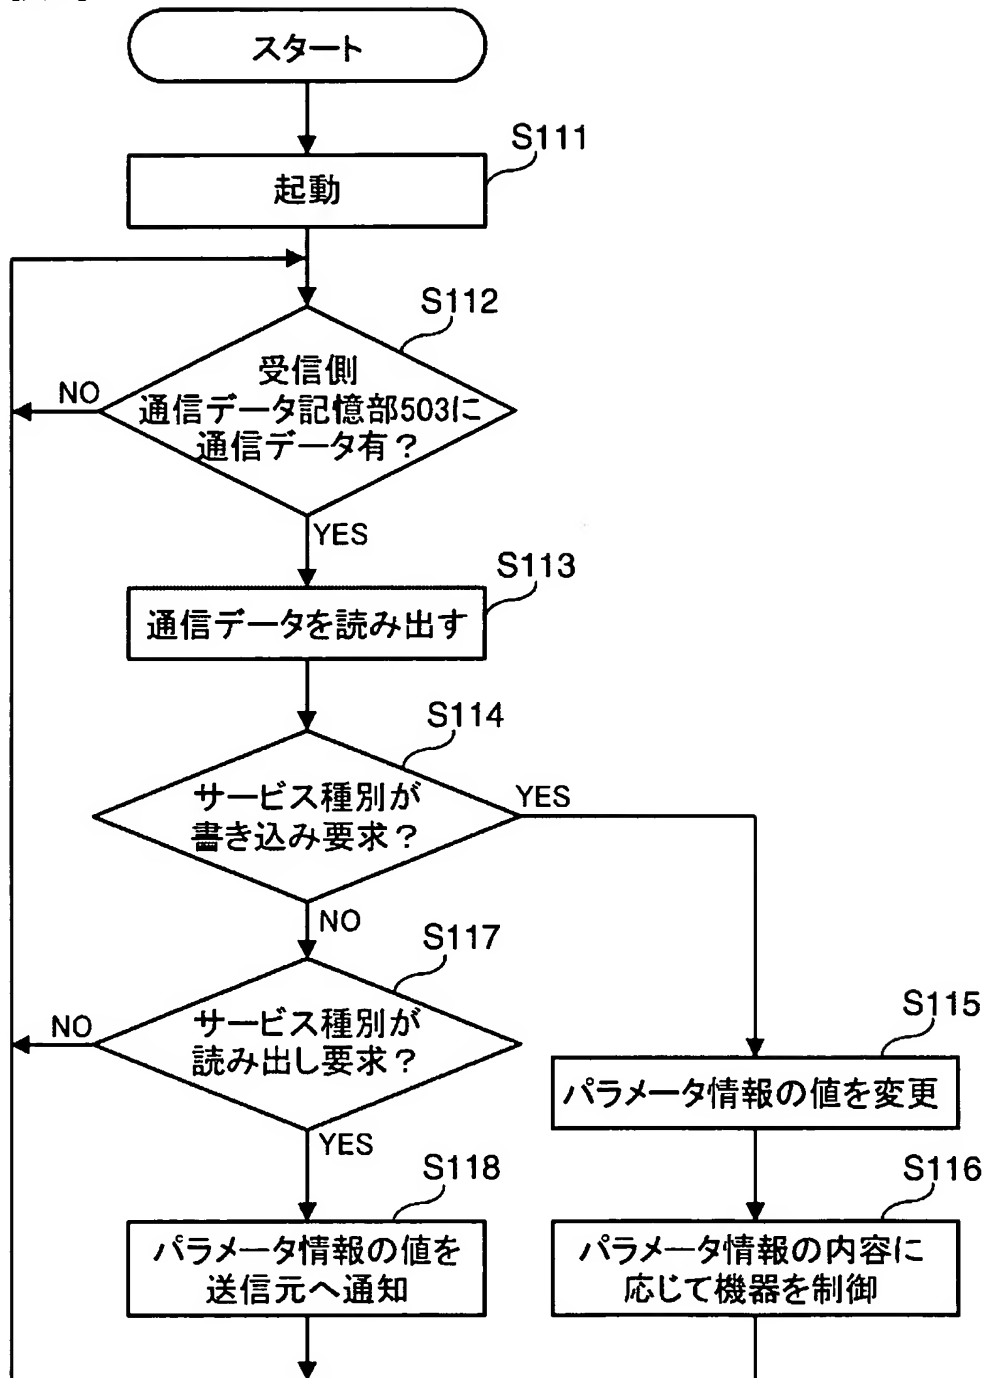 スタート
S111
起動
S112
受信側
通信データ記憶部503に
通信データ有？
NO
YES
S113
通信データを読み出す
S114
サービス種別が
書き込み要求？
YES
NO
S117
サービス種別が
読み出し要求？
NO
YES
S115
パラメータ情報の値を変更
S118
パラメータ情報の値を
送信元へ通知
S116
パラメータ情報の内容に
応じて機器を制御